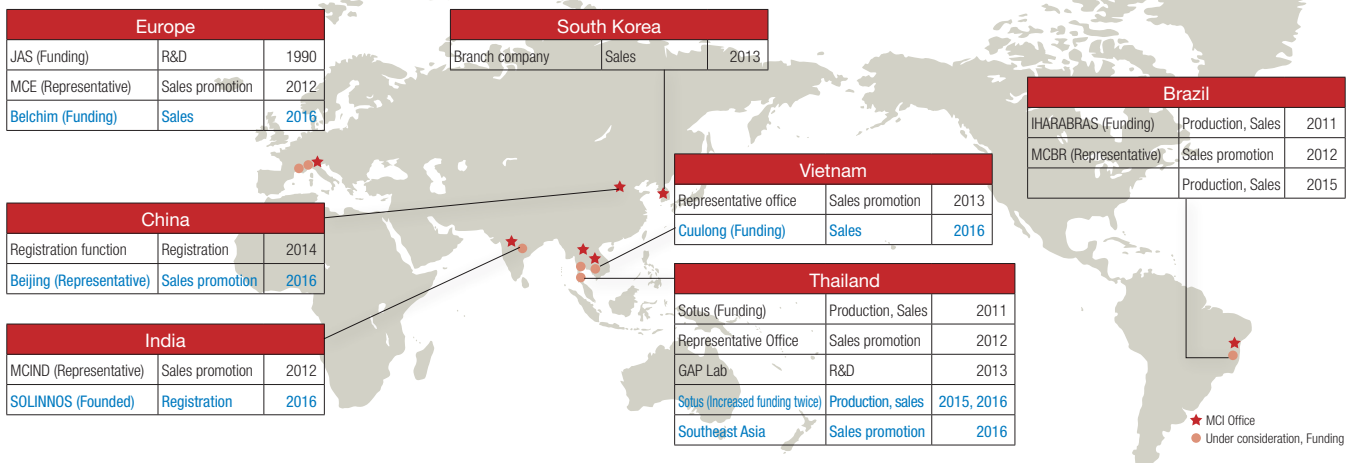 Europe
JAS (Funding) R&D 1990
MCE (Representative) Sales promotion 2012
Belchim (Funding) Sales 2016
South Korea
Branch company Sales 2013
Brazil
IHARABRAS (Funding) Production, Sales 2011
MCBR (Representative) Sales promotion 2012
Production, Sales 2015
China
Registration function Registration 2014
Beijing (Representative) Sales promotion 2016
Vietnam
Representative office Sales promotion 2013
Cuulong (Funding) Sales 2016
India
MCIND (Representative) Sales promotion 2012
SOLINNOS (Founded) Registration 2016
Thailand
Sotus (Funding) Production, Sales 2011
Representative Office Sales promotion 2012
GAP Lab R&D 2013
Sotus (Increased funding twice) Production, sales 2015, 2016
Southeast Asia Sales promotion 2016
MCI Office
Under consideration, Funding